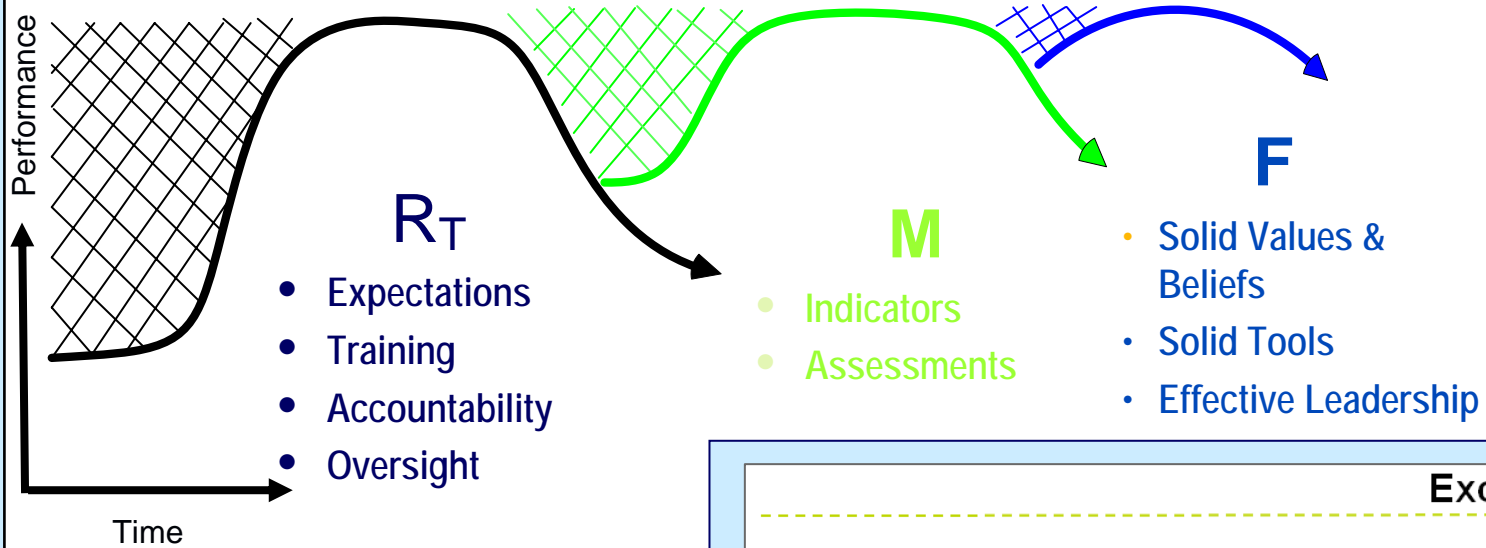 Performance
Time
RT
• Expectations
• Training
• Accountability
• Oversight
M
• Indicators
• Assessments
F
• Solid Values &
Beliefs
• Solid Tools
• Effective Leadership